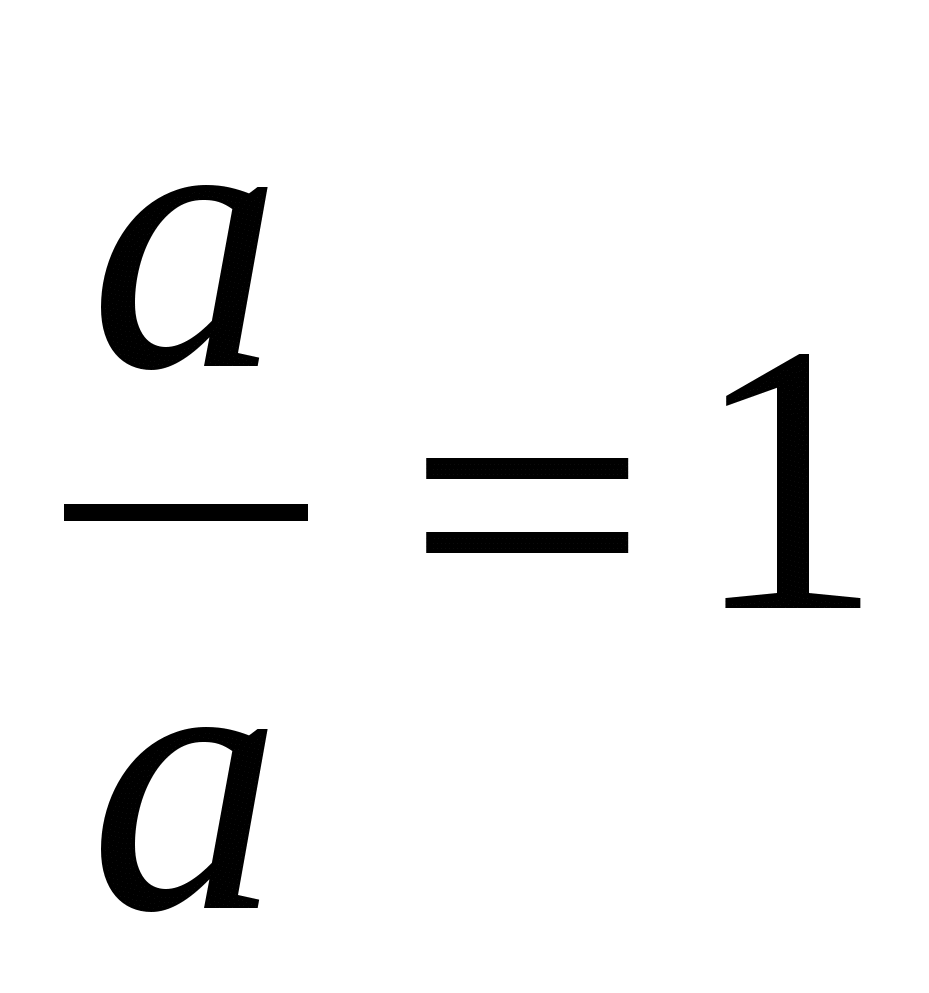 a
— = 1
a